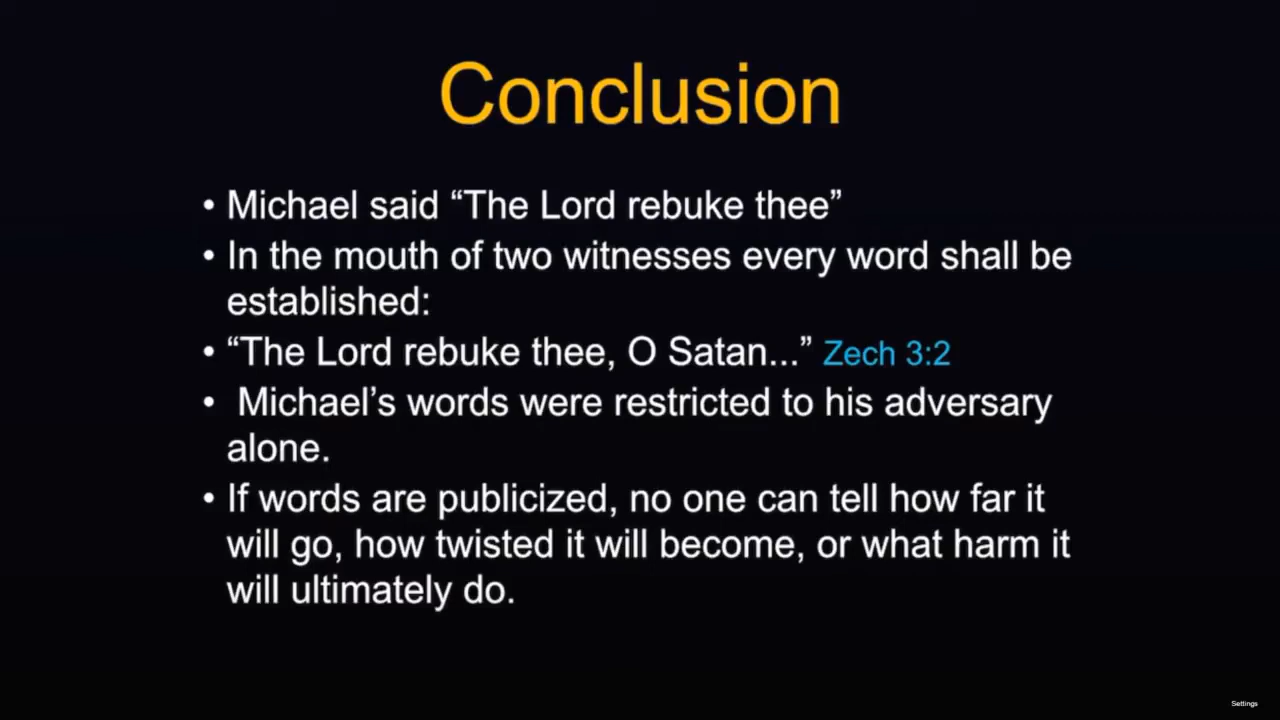 Conclusion
• Michael said “The Lord rebuke thee”
• In the mouth of two witnesses every word shall be
established:
• “The Lord rebuke thee, O Satan...” Zech 3:2
• Michael’s words were restricted to his adversary
alone.
• If words are publicized, no one can tell how far it
will go, how twisted it will become, or what harm it
will ultimately do.
Settings